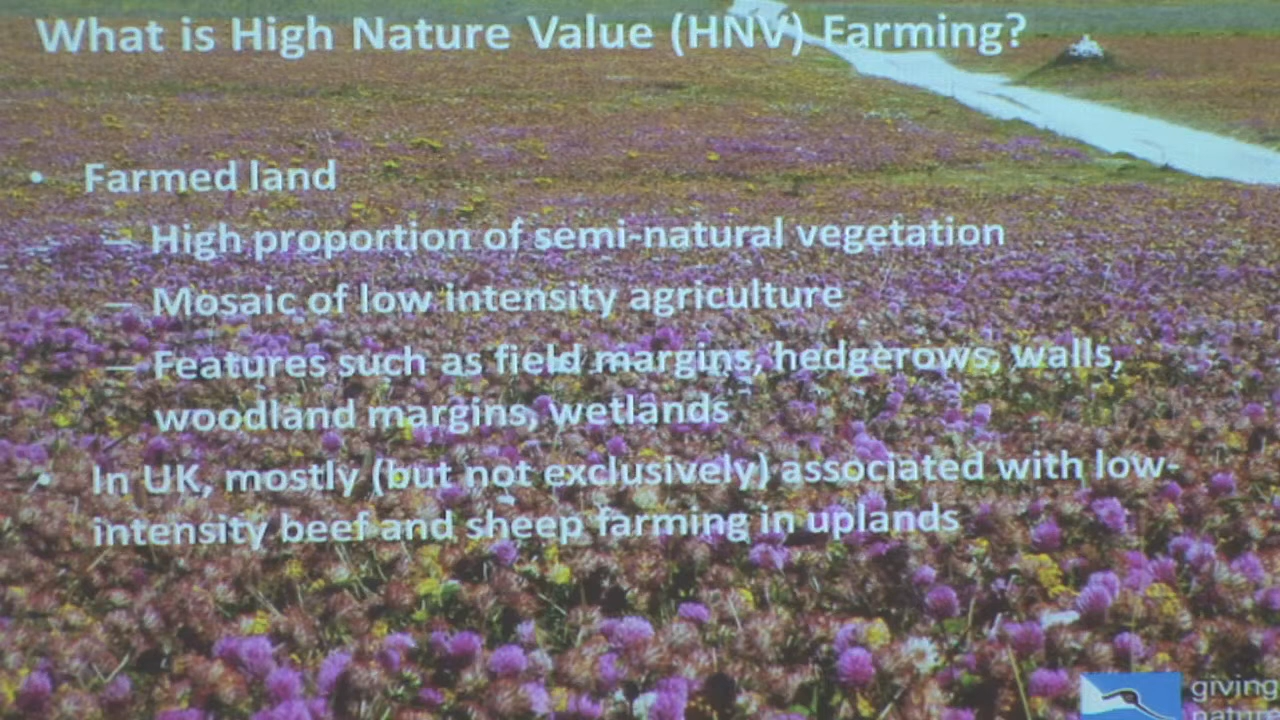 What is High Nature Value (HNV) Farming?
• Farmed land
– High proportion of semi-natural vegetation
– Mosaic of low intensity agriculture
– Features such as field margins, hedgerows, walls,
woodland margins, wetlands
• In UK, mostly (but not exclusively) associated with low-
intensity beef and sheep farming in uplands
giving